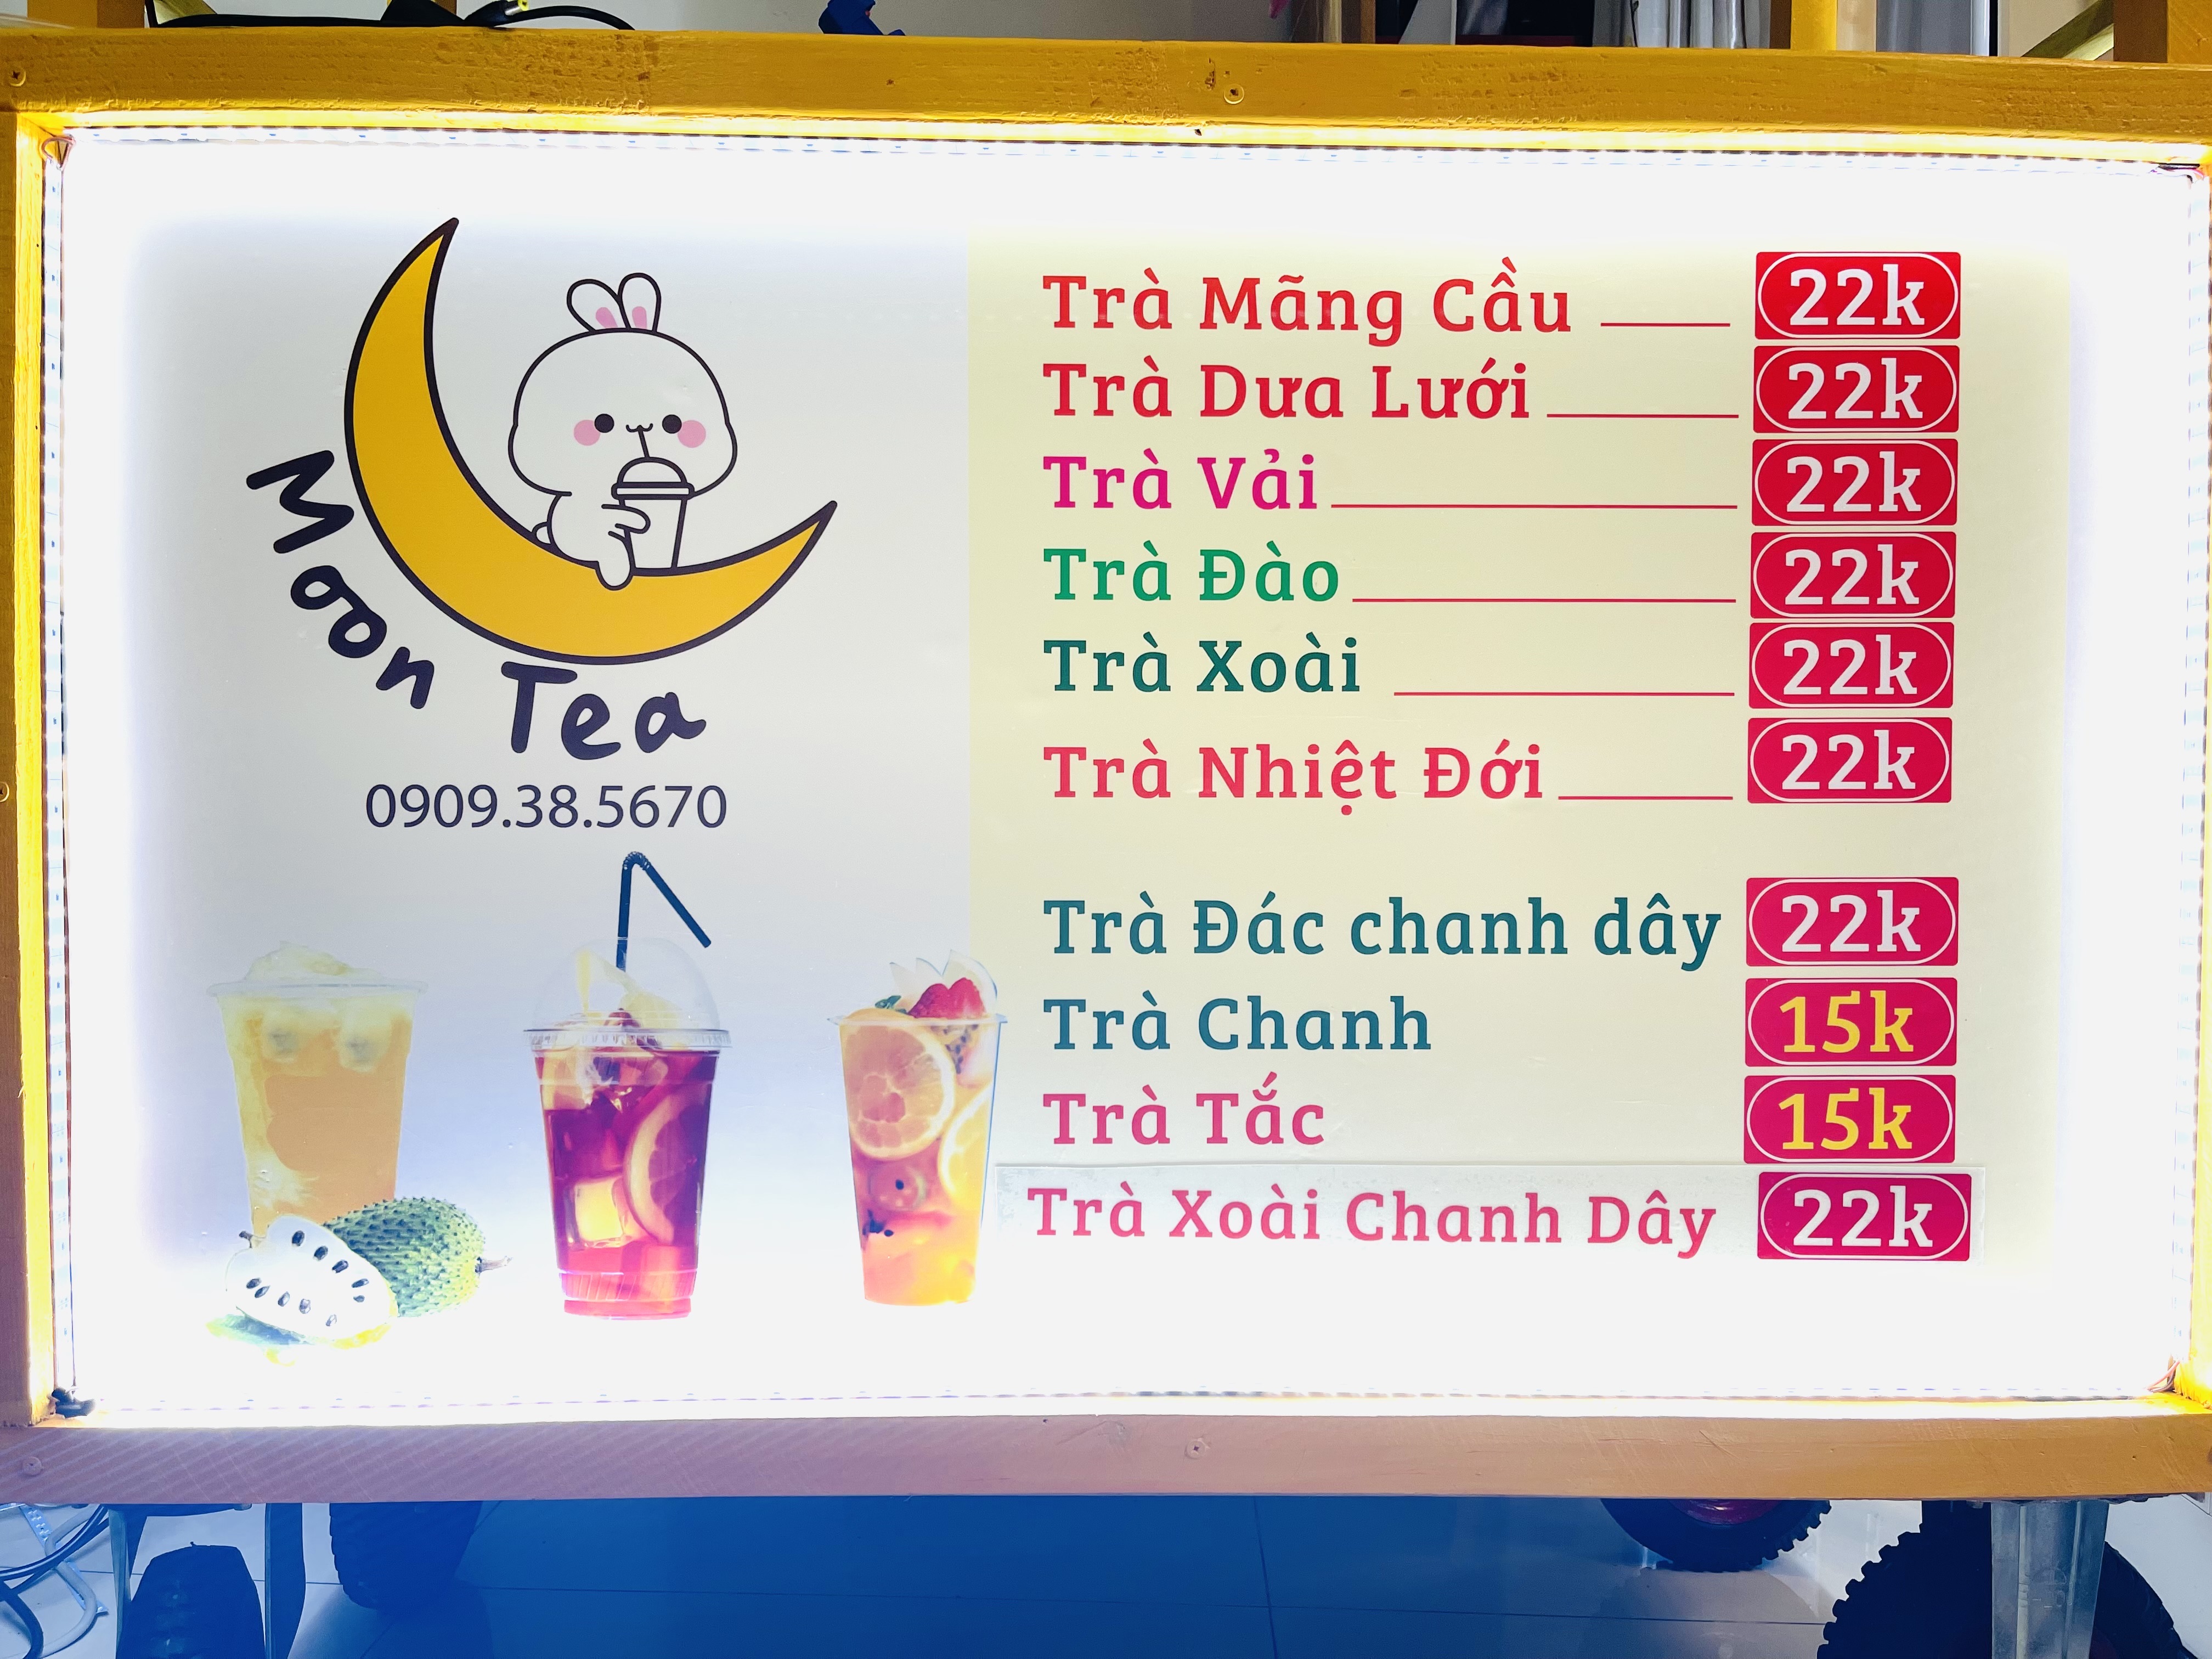 Moon Tea
0909.38.5670
Trà Mãng Cầu 22k
Trà Dưa Lưới 22k
Trà Vải 22k
Trà Đào 22k
Trà Xoài 22k
Trà Nhiệt Đới 22k
Trà Đác chanh dây 22k
Trà Chanh 15k
Trà Tắc 15k
Trà Xoài Chanh Dây 22k